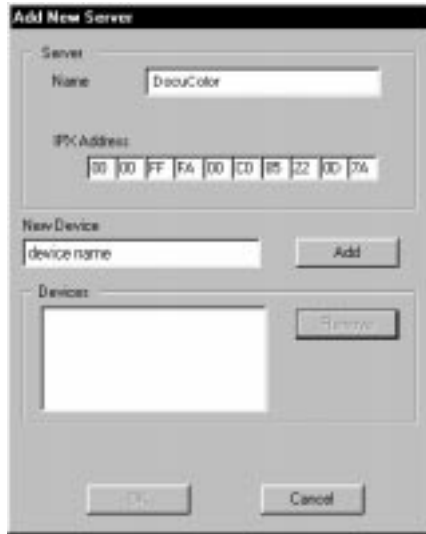 Add New Server
Server
Name DocuColor
IPX Address
00 00 FF FA 00 CD 85 22 0D 7A
New Device
device name Add
Devices
Remove
OK Cancel